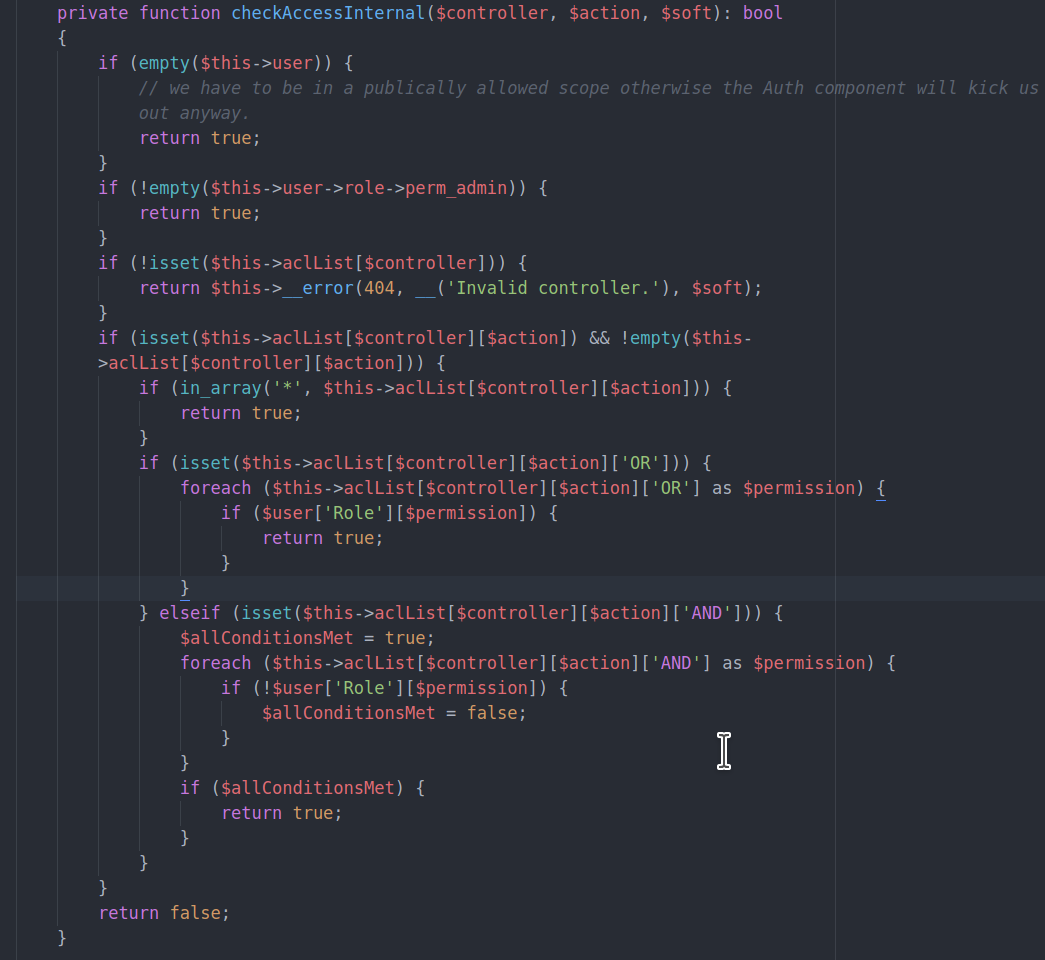 private function checkAccessInternal($controller, $action, $soft): bool
{
if (empty($this->user)) {
// we have to be in a publically allowed scope otherwise the Auth component will kick us
out anyway.
return true;
}
if (!empty($this->user->role->perm_admin)) {
return true;
}
if (!isset($this->aclList[$controller])) {
return $this->__error(404, __('Invalid controller.'), $soft);
}
if (isset($this->aclList[$controller][$action]) && !empty($this-
>aclList[$controller][$action])) {
if (in_array('*', $this->aclList[$controller][$action])) {
return true;
}
if (isset($this->aclList[$controller][$action]['OR'])) {
foreach ($this->aclList[$controller][$action]['OR'] as $permission) {
if ($user['Role'][$permission]) {
return true;
}
}
} elseif (isset($this->aclList[$controller][$action]['AND'])) {
$allConditionsMet = true;
foreach ($this->aclList[$controller][$action]['AND'] as $permission) {
if (!$user['Role'][$permission]) {
$allConditionsMet = false;
}
}
if ($allConditionsMet) {
return true;
}
}
}
return false;
}